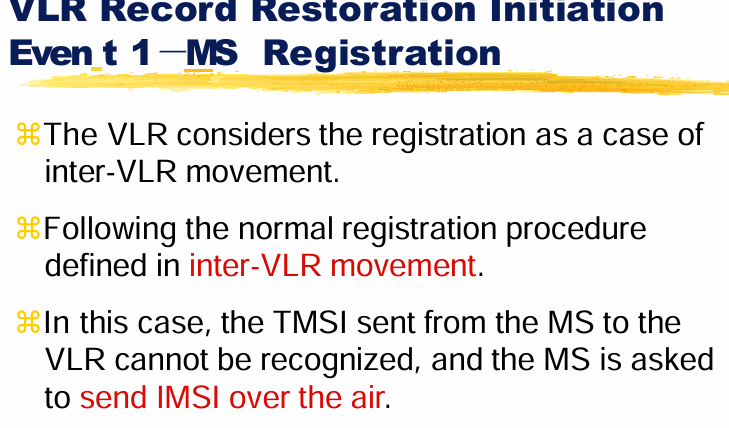 VLR Record Restoration Initiation
Even t 1 —MS Registration
⌘The VLR considers the registration as a case of
inter-VLR movement.
⌘Following the normal registration procedure
defined in inter-VLR movement.
⌘In this case, the TMSI sent from the MS to the
VLR cannot be recognized, and the MS is asked
to send IMSI over the air.